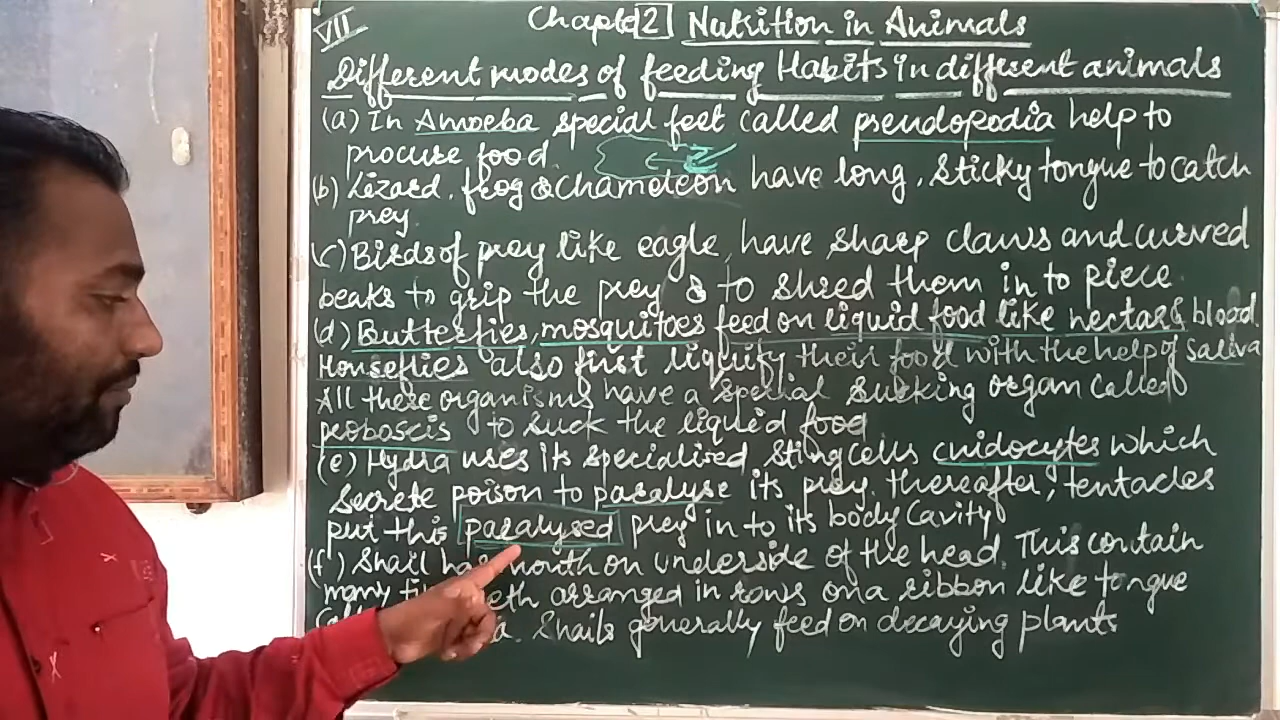 VII
Chapte 2 Nutrition in Animals
Different modes of feeding Habits in different animals
(a) In Amoeba special feet called pseudopodia help to
procure food.
(b) Lizard, frog & chameleon have long, sticky tongue to catch
prey.
(c) Birds of prey like eagle, have sharp claws and curved
beaks to grip the prey & to shred them in to piece.
(d) Butterfies, mosquitoes feed on liquid food like nectar & blood.
Houseflies also first liquify their food with the help of saliva
All these organisms have a special sucking organ called
proboscis to suck the liquid food
(e) Hydra uses its specialised sting cells cnidocytes which
secrete poison to paralyse its prey. thereafter, tentacles
put this paralysed prey in to its body cavity
(f) Snail has mouth on underside of the head. This contain
many eth arranged in rows on a ribbon like tongue
a. Snails generally feed on decaying plants